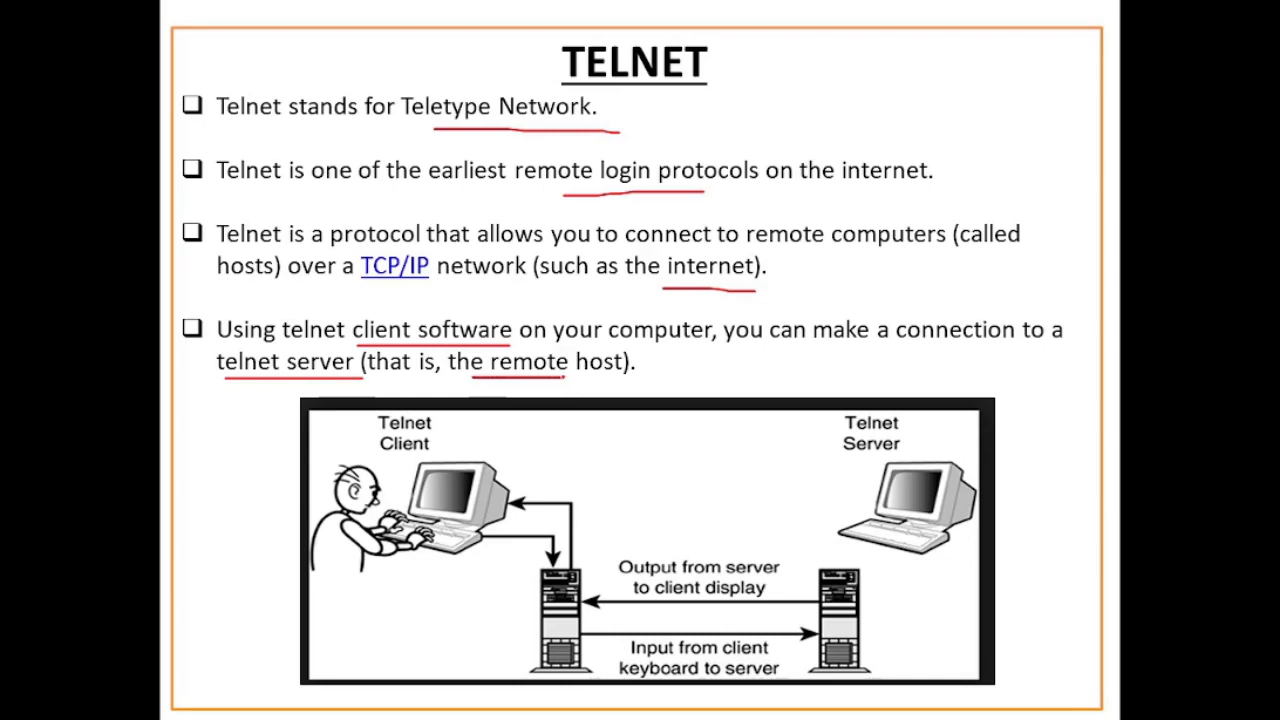 TELNET
❑ Telnet stands for Teletype Network.
❑ Telnet is one of the earliest remote login protocols on the internet.
❑ Telnet is a protocol that allows you to connect to remote computers (called
hosts) over a TCP/IP network (such as the internet).
❑ Using telnet client software on your computer, you can make a connection to a
telnet server (that is, the remote host).
Telnet
Client
Telnet
Server
Output from server
to client display
Input from client
keyboard to server